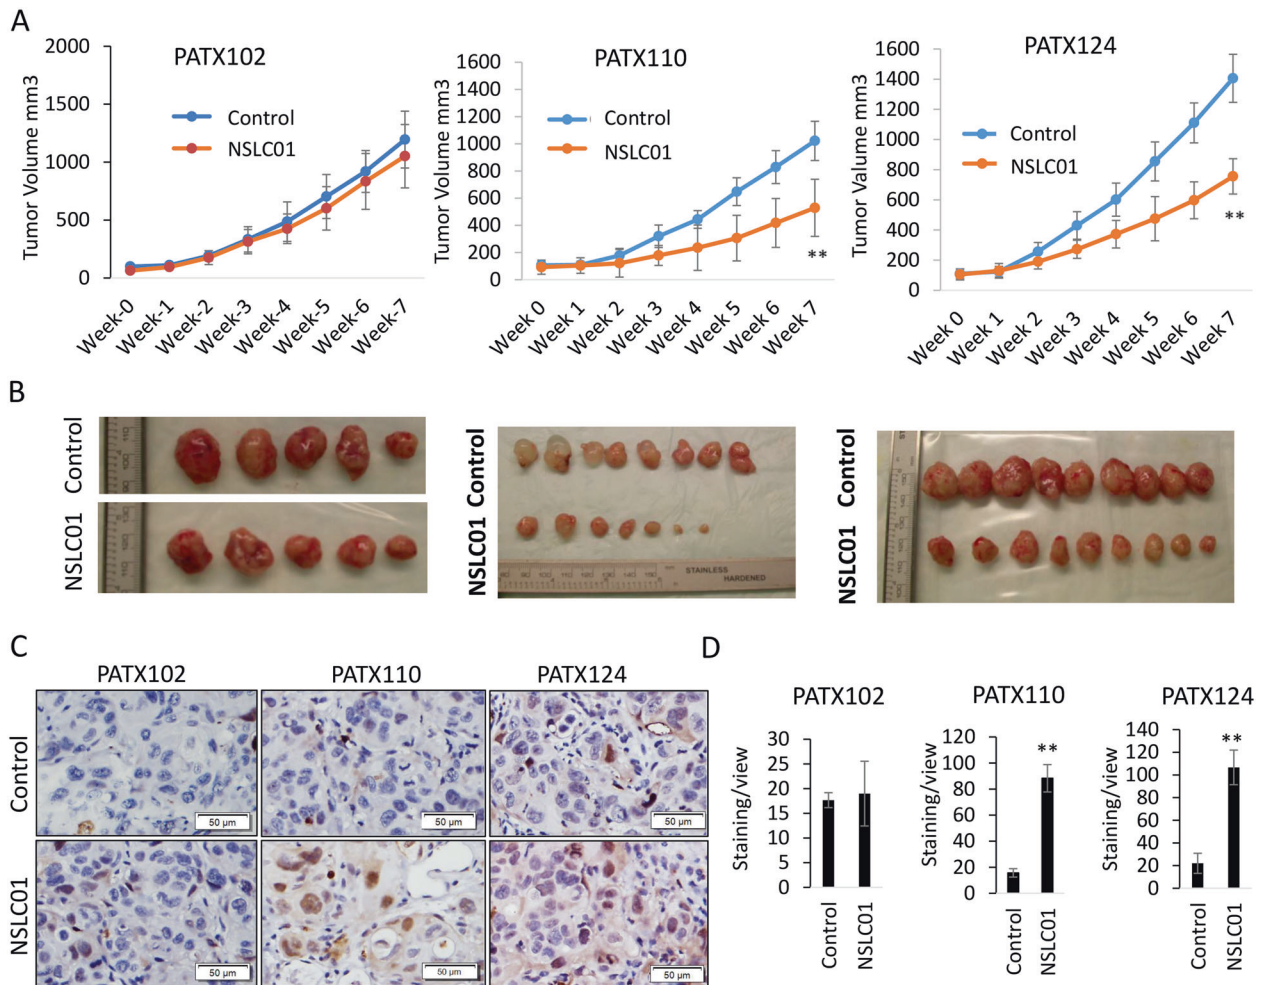 A
PATX102
Tumor Volume mm3
2000
1500
1000
500
0
Control
NSLC01
Week-0
Week-1
Week-2
Week-3
Week-4
Week-5
Week-6
Week-7
PATX110
Tumor Volume mm3
1600
1400
1200
1000
800
600
400
200
0
Control
NSLC01
**
Week 0
Week 1
Week 2
Week 3
Week 4
Week 5
Week 6
Week 7
PATX124
Tumor Valume mm3
1600
1400
1200
1000
800
600
400
200
0
Control
NSLC01
**
Week 0
Week 1
Week 2
Week 3
Week 4
Week 5
Week 6
Week 7
B
Control
NSLC01
Control
NSLC01
STAINLESS
HARDENED
Control
NSLC01
C
PATX102
PATX110
PATX124
Control
50 µm
50 µm
50 µm
NSLC01
50 µm
50 µm
50 µm
D
PATX102
Staining/view
30
25
20
15
10
5
0
Control
NSLC01
PATX110
Staining/view
120
100
80
60
40
20
0
**
Control
NSLC01
PATX124
Staining/view
140
120
100
80
60
40
20
0
**
Control
NSLC01